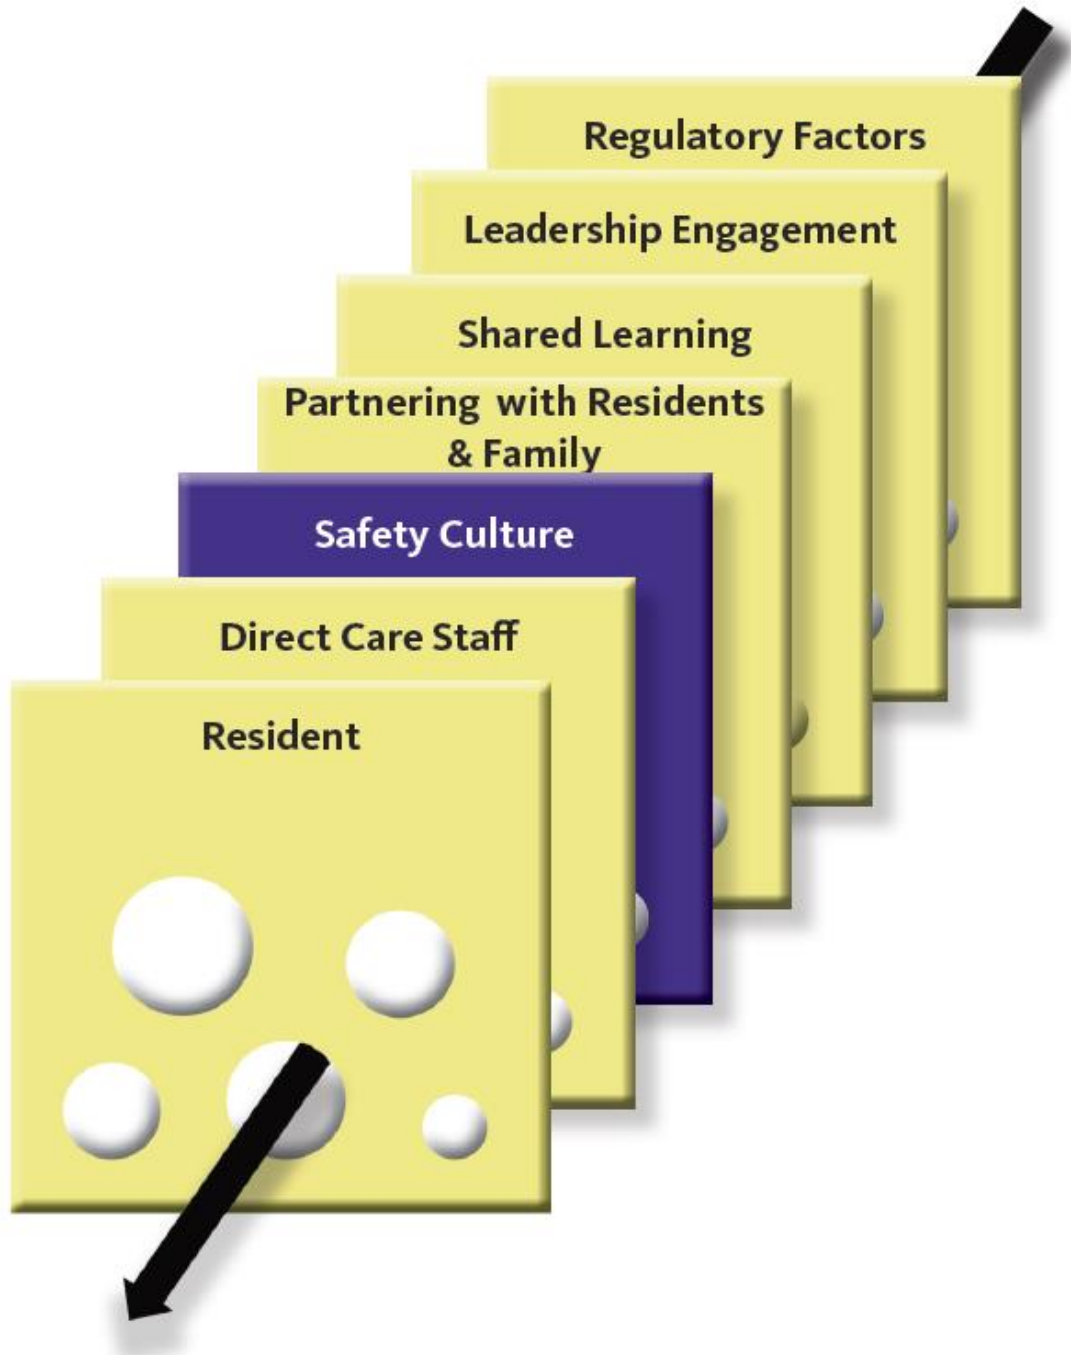 Regulatory Factors
Leadership Engagement
Shared Learning
Partnering with Residents
& Family
Safety Culture
Direct Care Staff
Resident